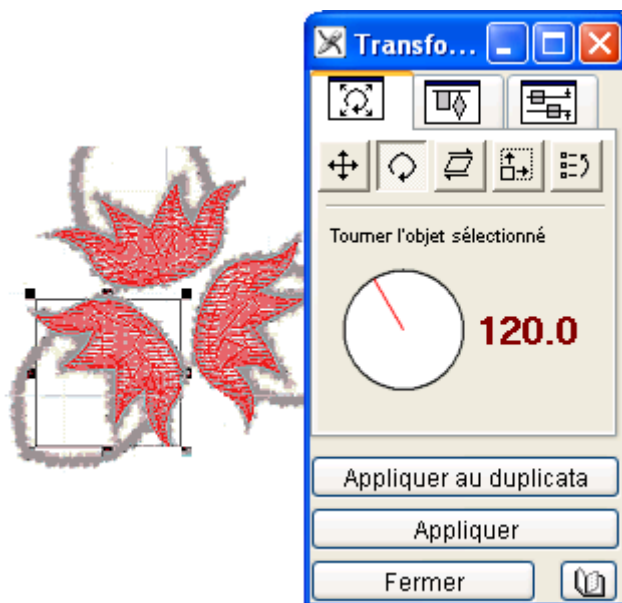 Transfo...
Tourner l'objet sélectionné
120.0
Appliquer au duplicata
Appliquer
Fermer